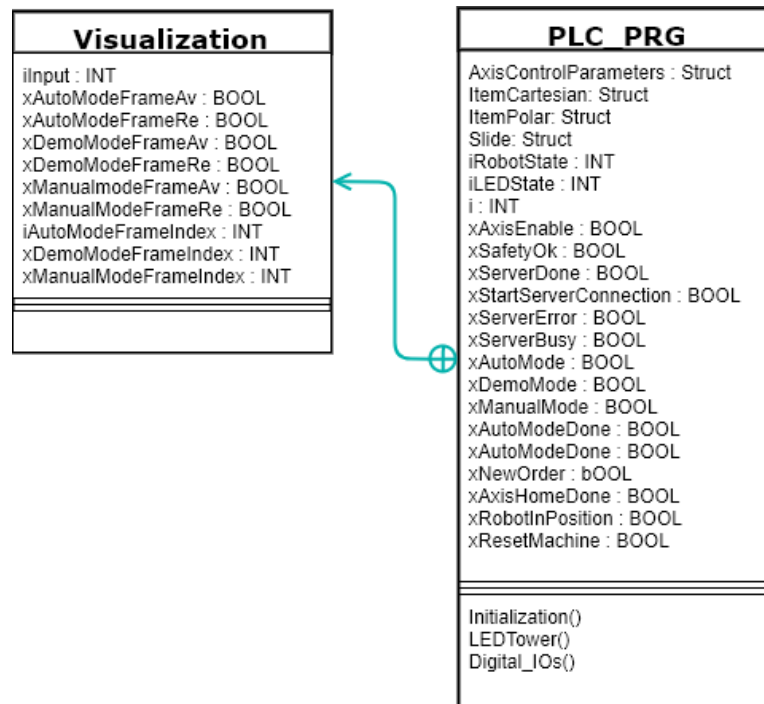 Visualization
iInput : INT
xAutoModeFrameAv : BOOL
xAutoModeFrameRe : BOOL
xDemoModeFrameAv : BOOL
xDemoModeFrameRe : BOOL
xManualmodeFrameAv : BOOL
xManualModeFrameRe : BOOL
iAutoModeFrameIndex : INT
xDemoModeFrameIndex : INT
xManualModeFrameIndex : INT
PLC_PRG
AxisControlParameters : Struct
ItemCartesian: Struct
ItemPolar: Struct
Slide: Struct
iRobotState : INT
iLEDState : INT
i : INT
xAxisEnable : BOOL
xSafetyOk : BOOL
xServerDone : BOOL
xStartServerConnection : BOOL
xServerError : BOOL
xServerBusy : BOOL
xAutoMode : BOOL
xDemoMode : BOOL
xManualMode : BOOL
xAutoModeDone : BOOL
xAutoModeDone : BOOL
xNewOrder : bOOL
xAxisHomeDone : BOOL
xRobotInPosition : BOOL
xResetMachine : BOOL
Initialization()
LEDTower()
Digital_IOs()